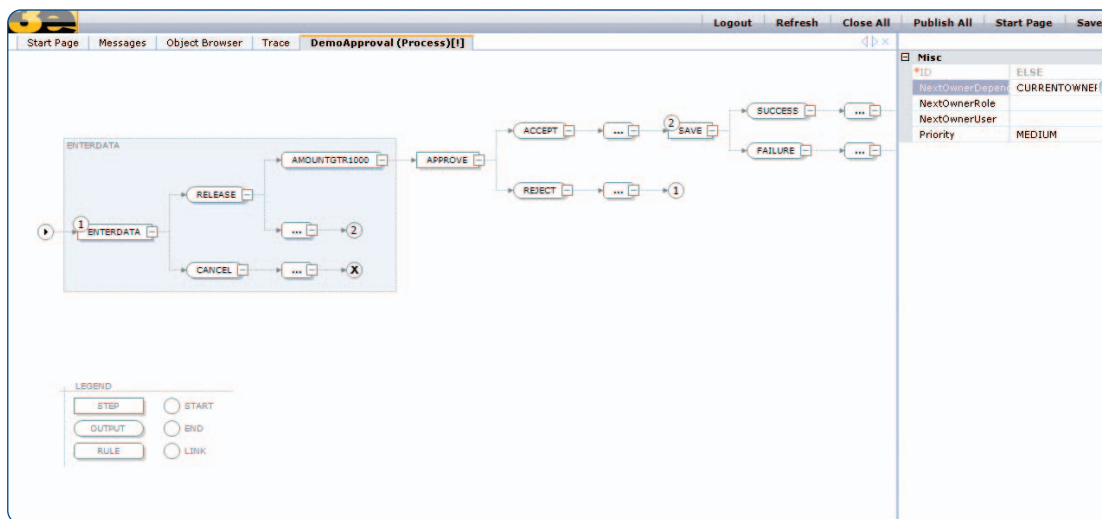 3e
Logout Refresh Close All Publish All Start Page Save
Start Page Messages Object Browser Trace DemoApproval (Process)[!]
Misc
*ID ELSE
NextOwnerDepend CURRENTOWNER
NextOwnerRole
NextOwnerUser
Priority MEDIUM
ENTERDATA
AMOUNTGTR1000
APPROVE
ACCEPT ... 2 SAVE
SUCCESS ...
FAILURE ...
REJECT ... 1
RELEASE
1 ENTERDATA
... 2
CANCEL ... X
LEGEND
STEP START
OUTPUT END
RULE LINK